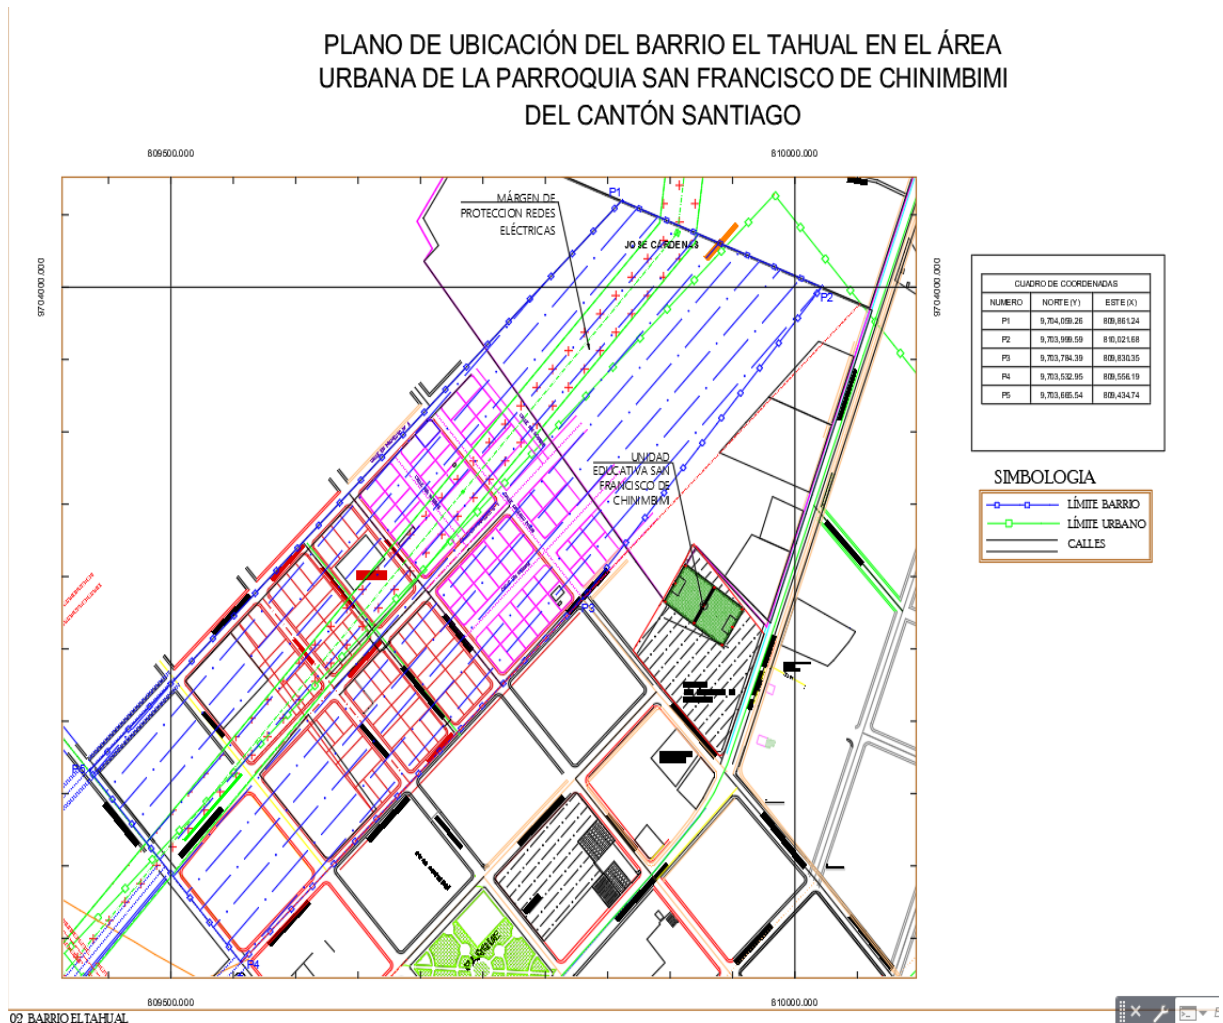 PLANO DE UBICACIÓN DEL BARRIO EL TAHUAL EN EL ÁREA
URBANA DE LA PARROQUIA SAN FRANCISCO DE CHINIMBIMI
DEL CANTÓN SANTIAGO
809500.000
810000.000
9704000.000
9704000.000
MÁRGEN DE
PROTECCION REDES
ELÉCTRICAS
P1
JOSE CARDENAS
P2
UNIDAD
EDUCATIVA SAN
FRANCISCO DE
CHINIMBIMI
P3
P5
P4
PARQUE
CUADRO DE COORDENADAS
NUMERO NORTE (Y) ESTE (X)
P1 9,704,059.26 809,861.24
P2 9,703,999.59 810,021.68
P3 9,703,784.39 809,830.35
P4 9,703,532.95 809,556.19
P5 9,703,685.54 809,434.74
SIMBOLOGIA
LÍMITE BARRIO
LÍMITE URBANO
CALLES
809500.000
810000.000
02 BARRIO EL TAHUAL